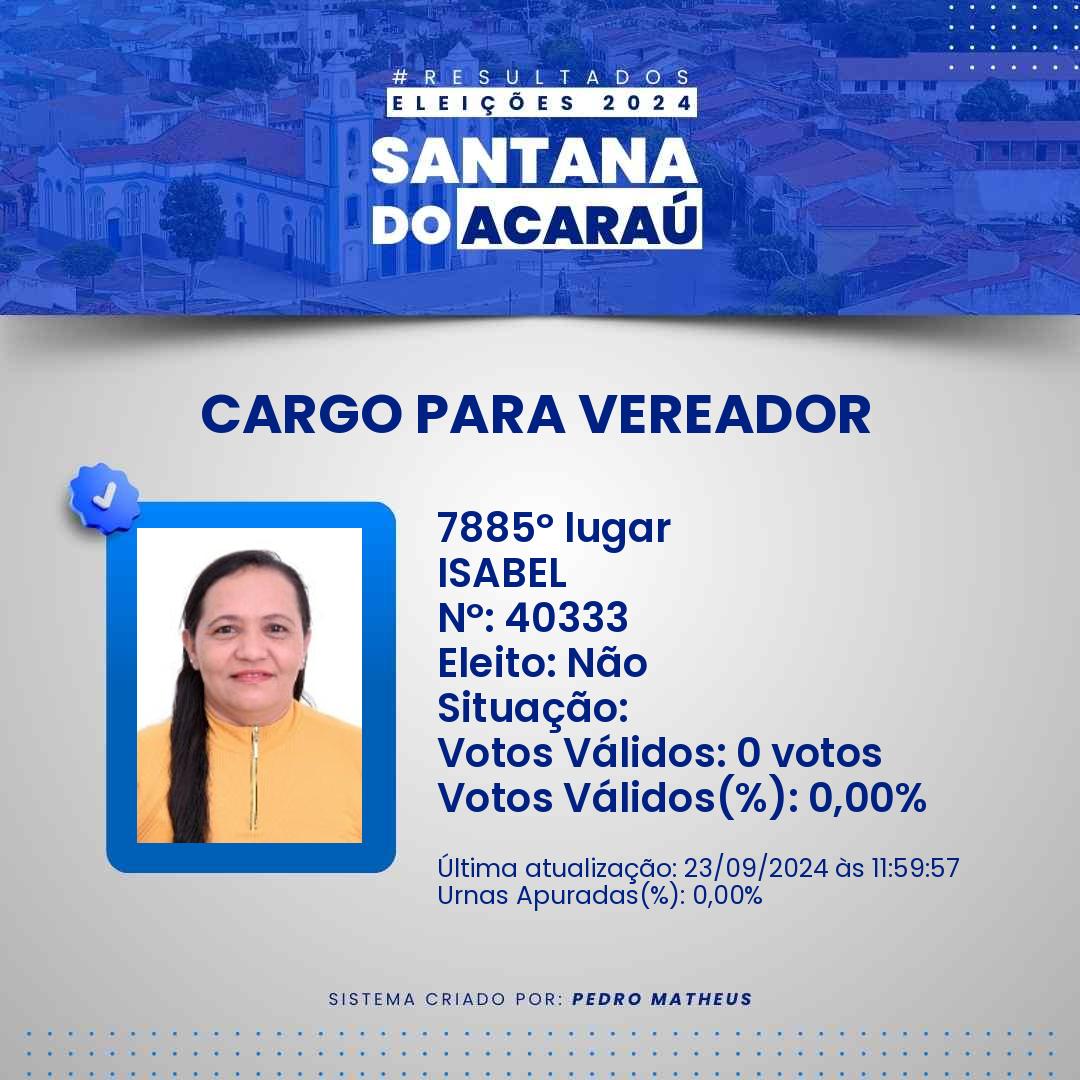 #RESULTADOS
ELEIÇÕES 2024
SANTANA
DO ACARAÚ
CARGO PARA VEREADOR
7885º lugar
ISABEL
Nº: 40333
Eleito: Não
Situação:
Votos Válidos: 0 votos
Votos Válidos(%): 0,00%
Última atualização: 23/09/2024 às 11:59:57
Urnas Apuradas(%): 0,00%
SISTEMA CRIADO POR: PEDRO MATHEUS